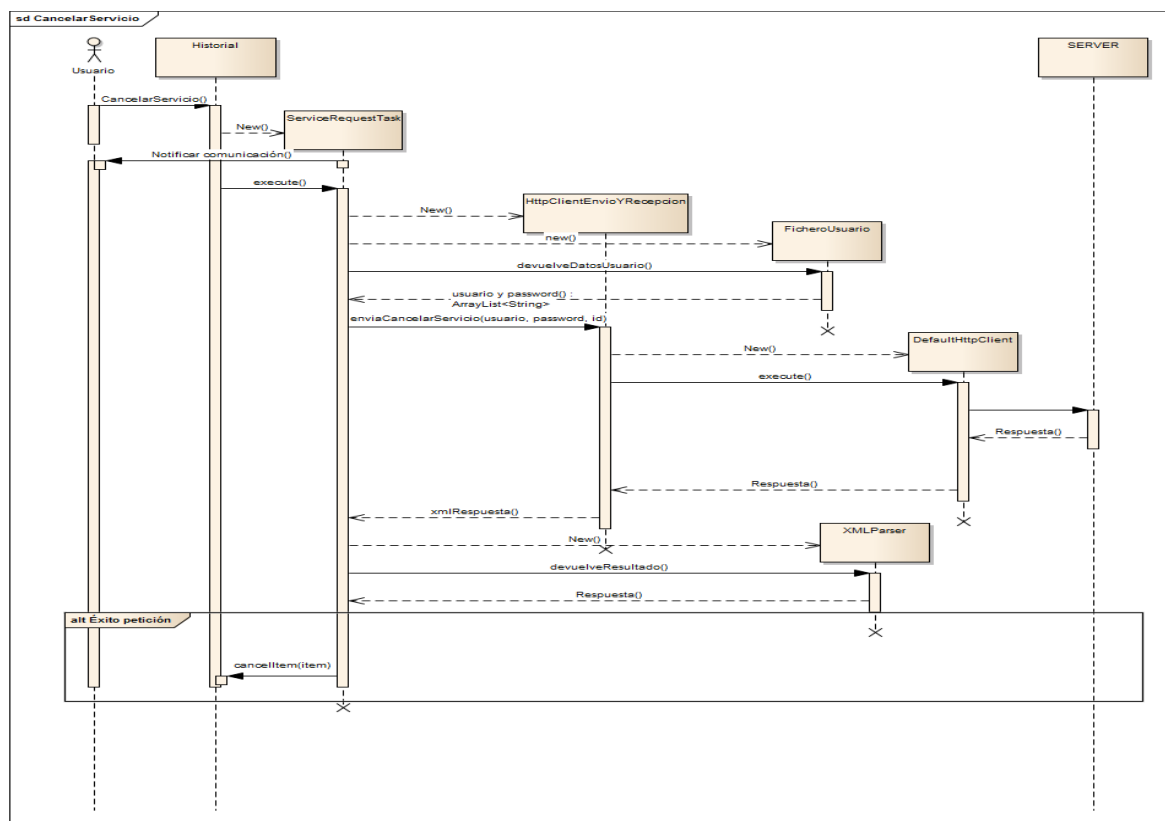 sd CancelarServicio
Historial
SERVER
Usuario
CancelarServicio()
ServiceRequestTask
New()
Notificar comunicación()
execute()
HttpClientEnvioYRecepcion
New()
FicheroUsuario
new()
devuelveDatosUsuario()
usuario y password() :
ArrayList<String>
enviaCancelarServicio(usuario, password, id)
DefaultHttpClient
New()
execute()
Respuesta()
Respuesta()
xmlRespuesta()
XMLParser
New()
devuelveResultado()
Respuesta()
alt Éxito petición
cancelItem(item)